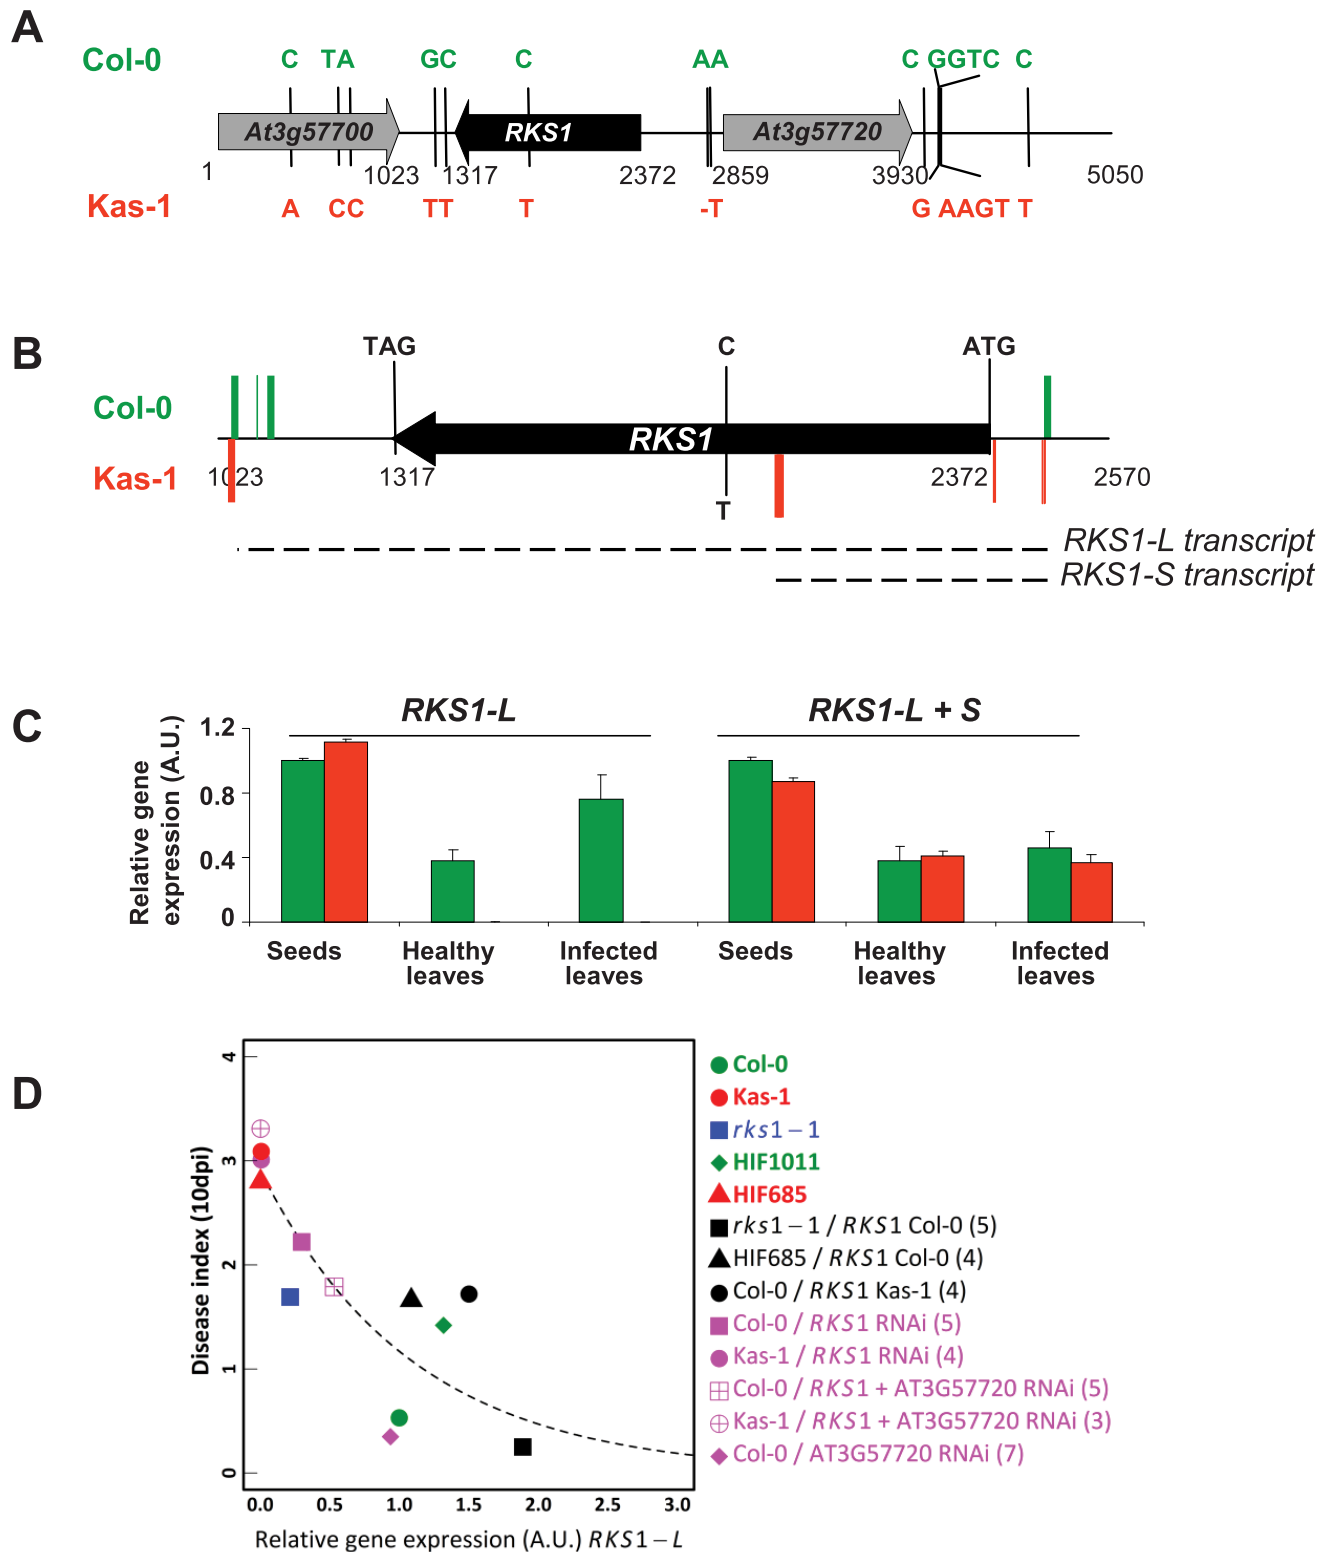 A
Col-0 C TA GC C AA C GGTC C
At3g57700 RKS1 At3g57720
1 1023 1317 2372 2859 3930 5050
Kas-1 A CC TT T -T G AAGT T
B
TAG C ATG
Col-0
RKS1
Kas-1 1023 1317 2372 2570
T
RKS1-L transcript
RKS1-S transcript
C
RKS1-L RKS1-L + S
Relative gene
expression (A.U.)
1.2
0.8
0.4
0
Seeds Healthy Infected Seeds Healthy Infected
leaves leaves leaves leaves
D
Disease index (10dpi)
4
3
2
1
0
0.0 0.5 1.0 1.5 2.0 2.5 3.0
Relative gene expression (A.U.) RKS1 – L
Col-0
Kas-1
rks1 – 1
HIF1011
HIF685
rks1 – 1 / RKS1 Col-0 (5)
HIF685 / RKS1 Col-0 (4)
Col-0 / RKS1 Kas-1 (4)
Col-0 / RKS1 RNAi (5)
Kas-1 / RKS1 RNAi (4)
Col-0 / RKS1 + AT3G57720 RNAi (5)
Kas-1 / RKS1 + AT3G57720 RNAi (3)
Col-0 / AT3G57720 RNAi (7)